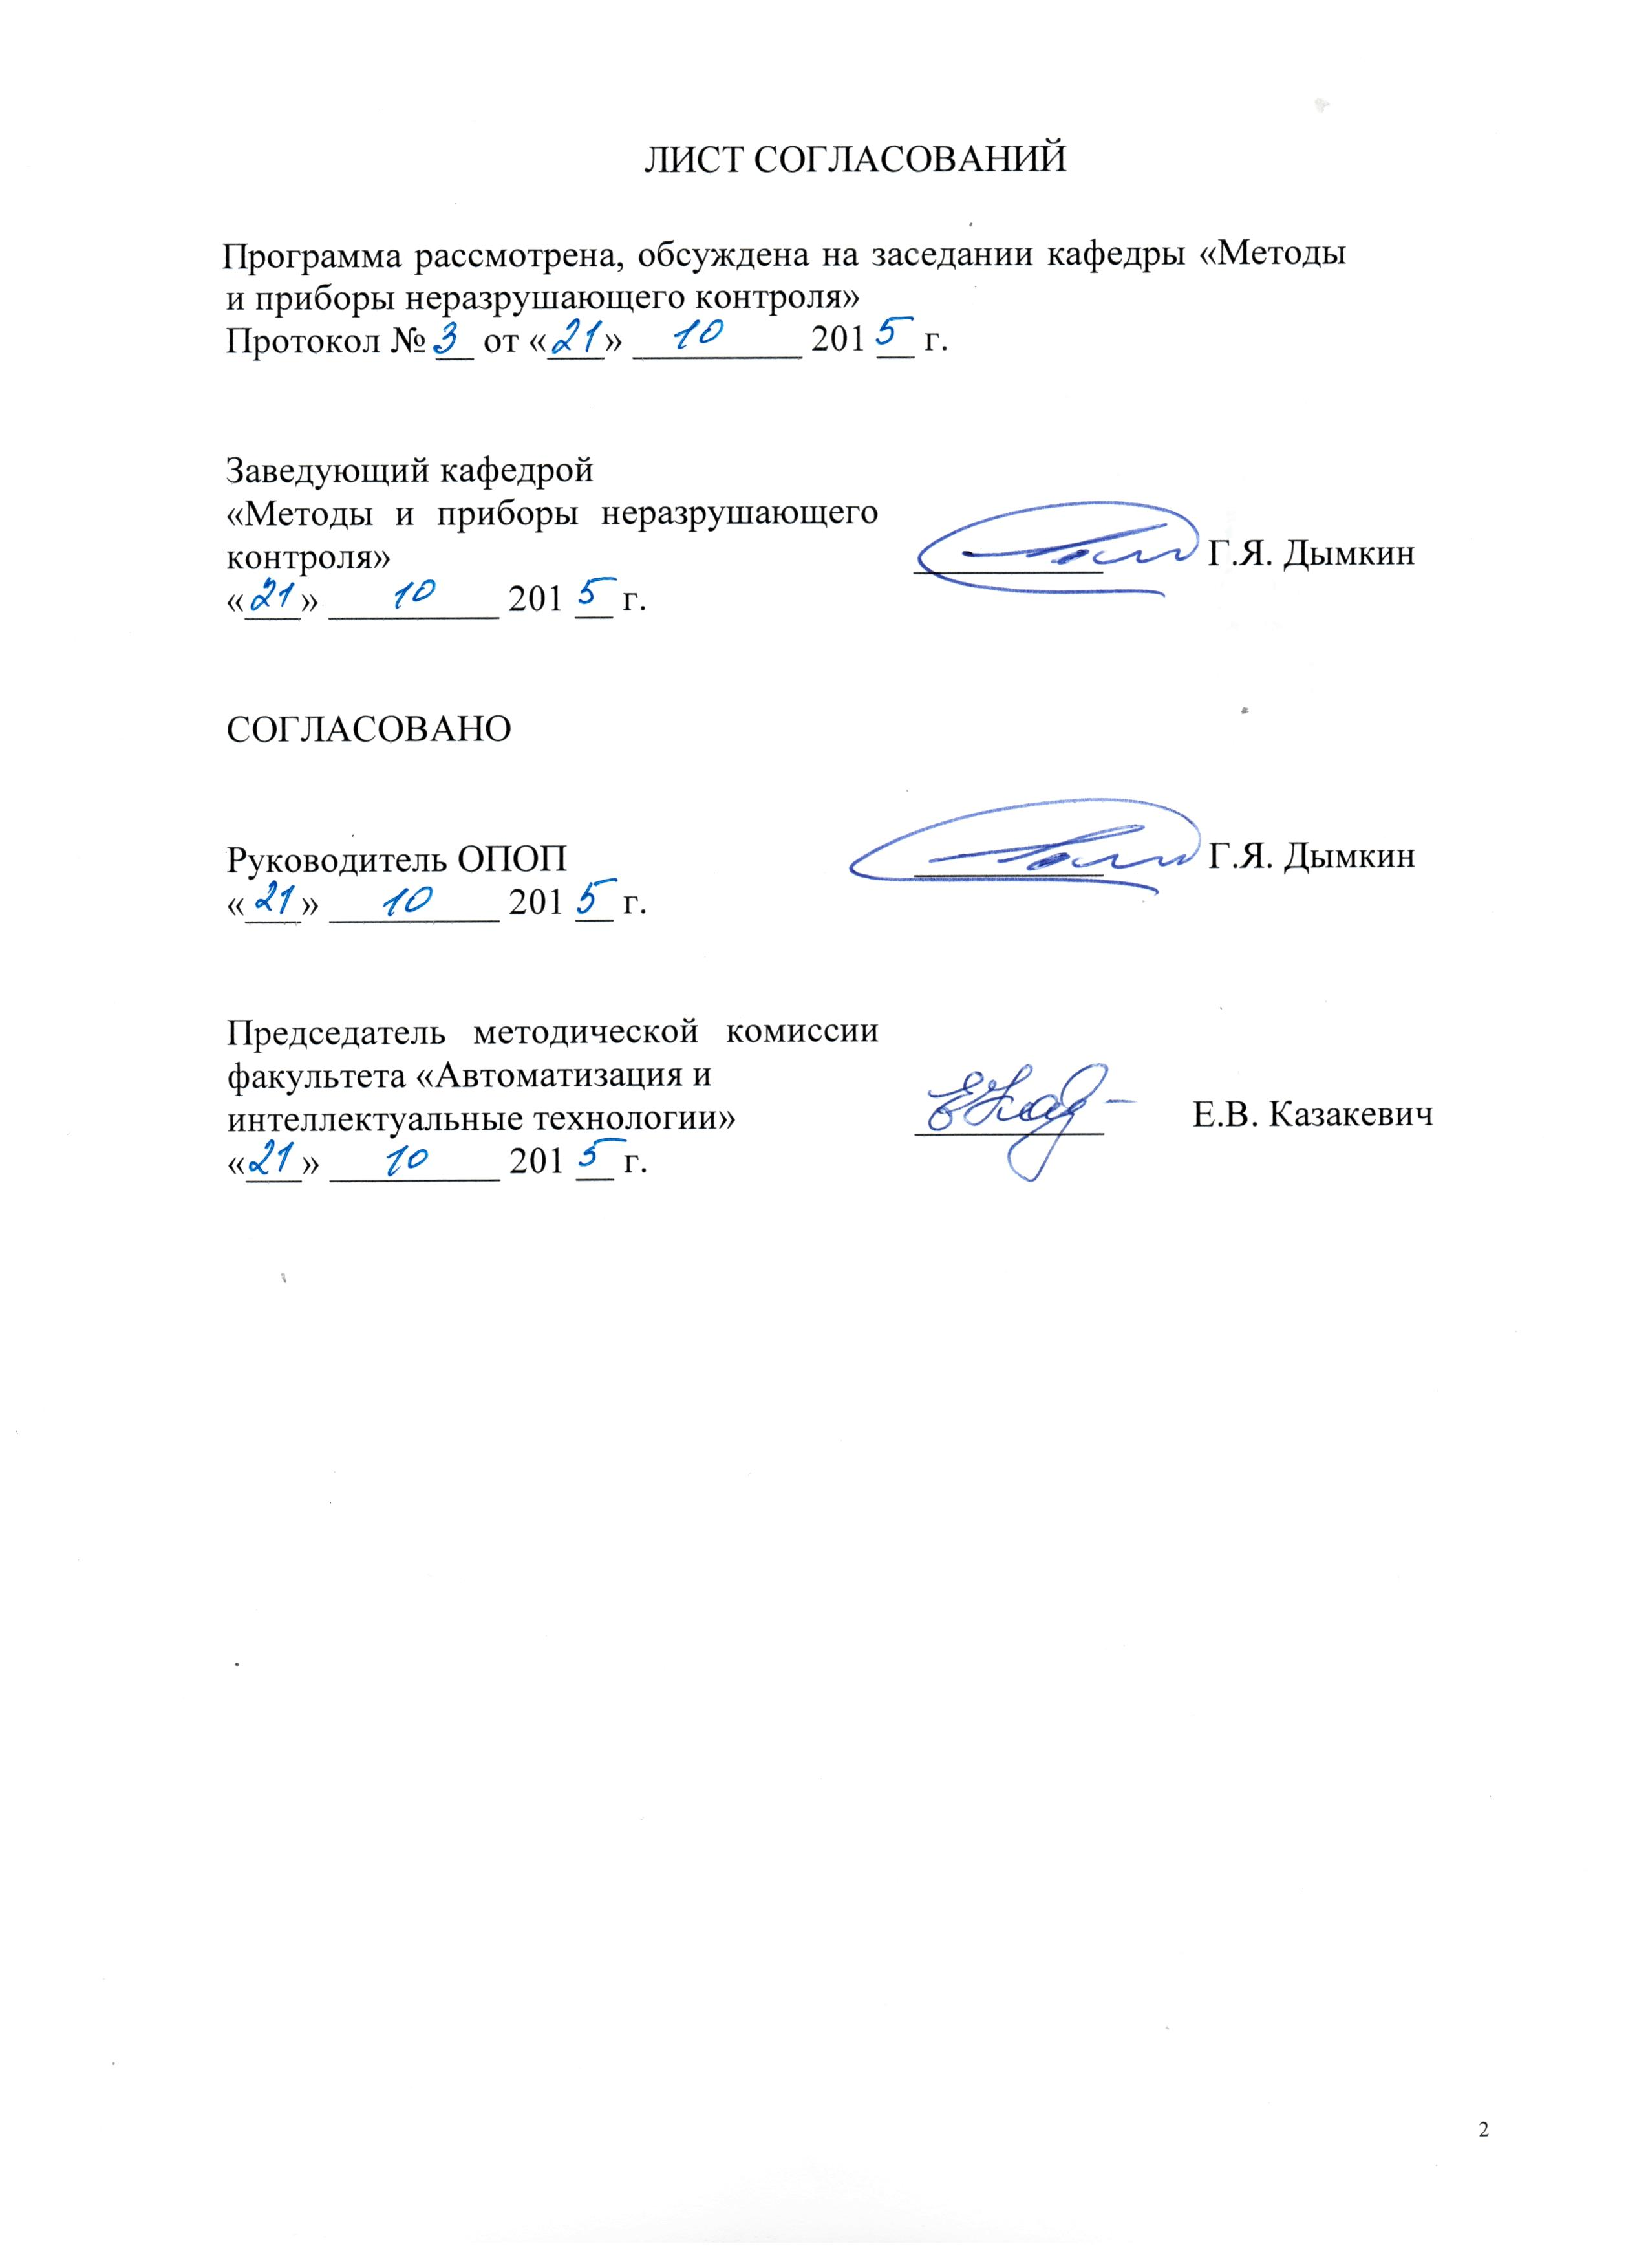 ЛИСТ СОГЛАСОВАНИЙ
Программа рассмотрена, обсуждена на заседании кафедры «Методы
и приборы неразрушающего контроля»
Протокол № 3 от «21» 10 2015 г.
Заведующий кафедрой
«Методы и приборы неразрушающего
контроля» Г.Я. Дымкин
«21» 10 2015 г.
СОГЛАСОВАНО
Руководитель ОПОП Г.Я. Дымкин
«21» 10 2015 г.
Председатель методической комиссии
факультета «Автоматизация и
интеллектуальные технологии» Е.В. Казакевич
«21» 10 2015 г.
2